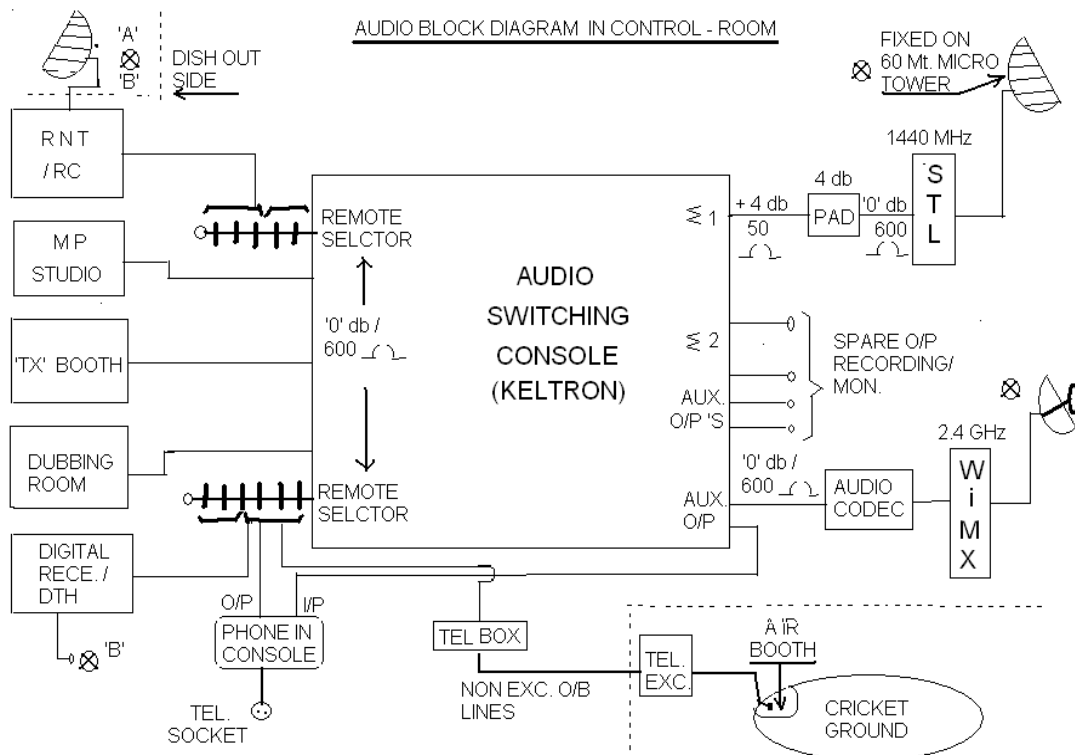 AUDIO BLOCK DIAGRAM IN CONTROL - ROOM
'A'
'B'
DISH OUT
SIDE
FIXED ON
60 Mt. MICRO
TOWER
R N T
/ RC
M P
STUDIO
'TX' BOOTH
DUBBING
ROOM
DIGITAL
RECE. /
DTH
'B'
REMOTE
SELCTOR
'0' db /
600
REMOTE
SELCTOR
AUDIO
SWITCHING
CONSOLE
(KELTRON)
Σ 1
Σ 2
AUX.
O/P 'S
AUX.
O/P
+ 4 db
50
4 db
PAD
'0' db
600
1440 MHz
STL
SPARE O/P
RECORDING/
MON.
'0' db /
600
AUDIO
CODEC
2.4 GHz
WiMX
O/P
I/P
PHONE IN
CONSOLE
TEL.
SOCKET
TEL BOX
NON EXC. O/B
LINES
TEL.
EXC.
A IR
BOOTH
CRICKET
GROUND